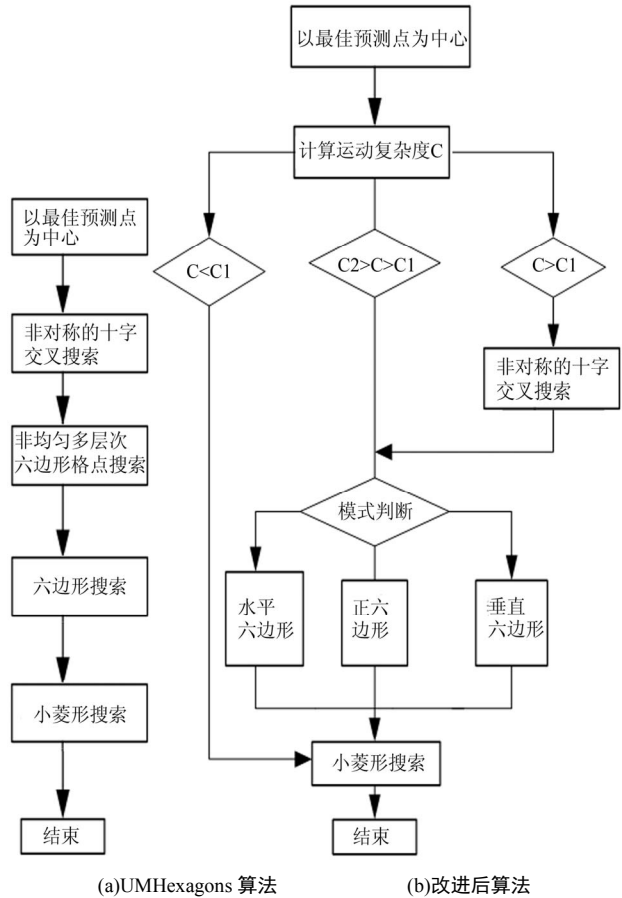 以最佳预测点
为中心
非对称的十字
交叉搜索
非均匀多层次
六边形格点搜索
六边形搜索
小菱形搜索
结束
(a)UMHexagons 算法
以最佳预测点为中心
计算运动复杂度C
C<C1
C2>C>C1
C>C1
非对称的十字
交叉搜索
模式判断
水平
六边形
正六
边形
垂直
六边形
小菱形搜索
结束
(b)改进后算法